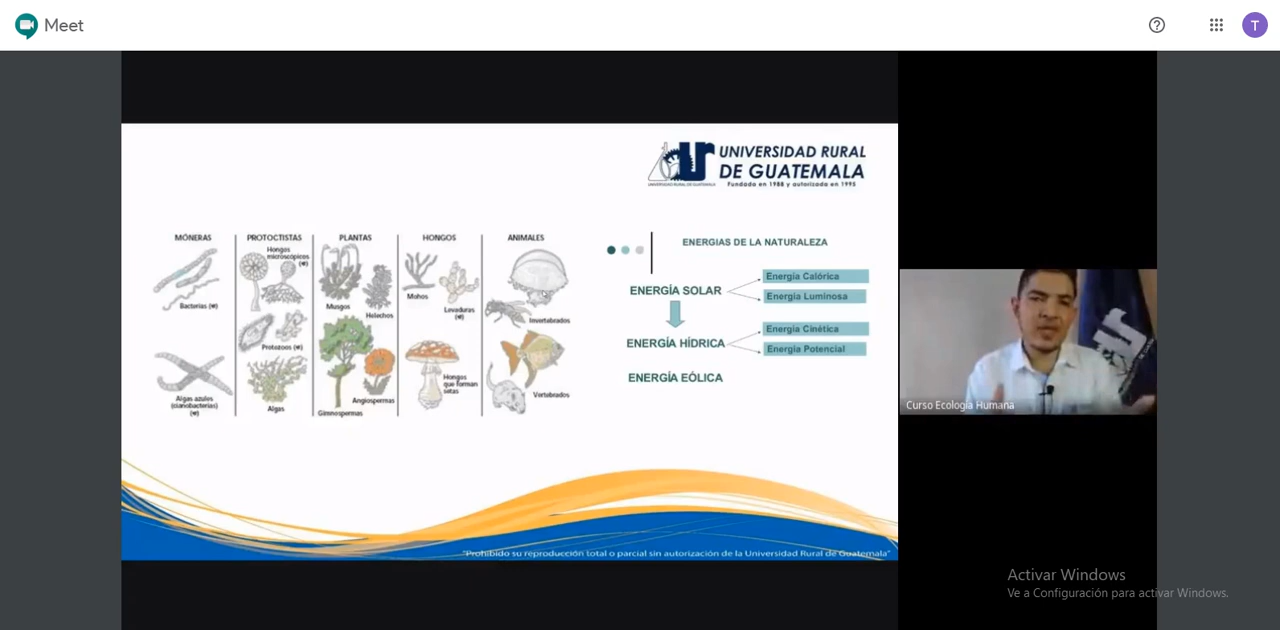 Meet
T
UNIVERSIDAD RURAL
DE GUATEMALA
Fundada en 1988 y autorizada en 1995
UNIVERSIDAD RURAL DE GUATEMALA
MÓNERAS
Bacterias (*)
Algas azules
(cianobacterias)
(*)
PROTOCTISTAS
Hongos
microscópicos
(*)
Protozoos (*)
Algas
PLANTAS
Musgos
Helechos
Angiospermas
Gimnospermas
HONGOS
Mohos
Levaduras
(*)
Hongos
que forman
setas
ANIMALES
Invertebrados
Vertebrados
ENERGIAS DE LA NATURALEZA
ENERGÍA SOLAR
Energía Calórica
Energía Luminosa
ENERGÍA HÍDRICA
Energía Cinética
Energía Potencial
ENERGÍA EÓLICA
"Prohibido su reproducción total o parcial sin autorización de la Universidad Rural de Guatemala"
Curso Ecología Humana
Activar Windows
Ve a Configuración para activar Windows.